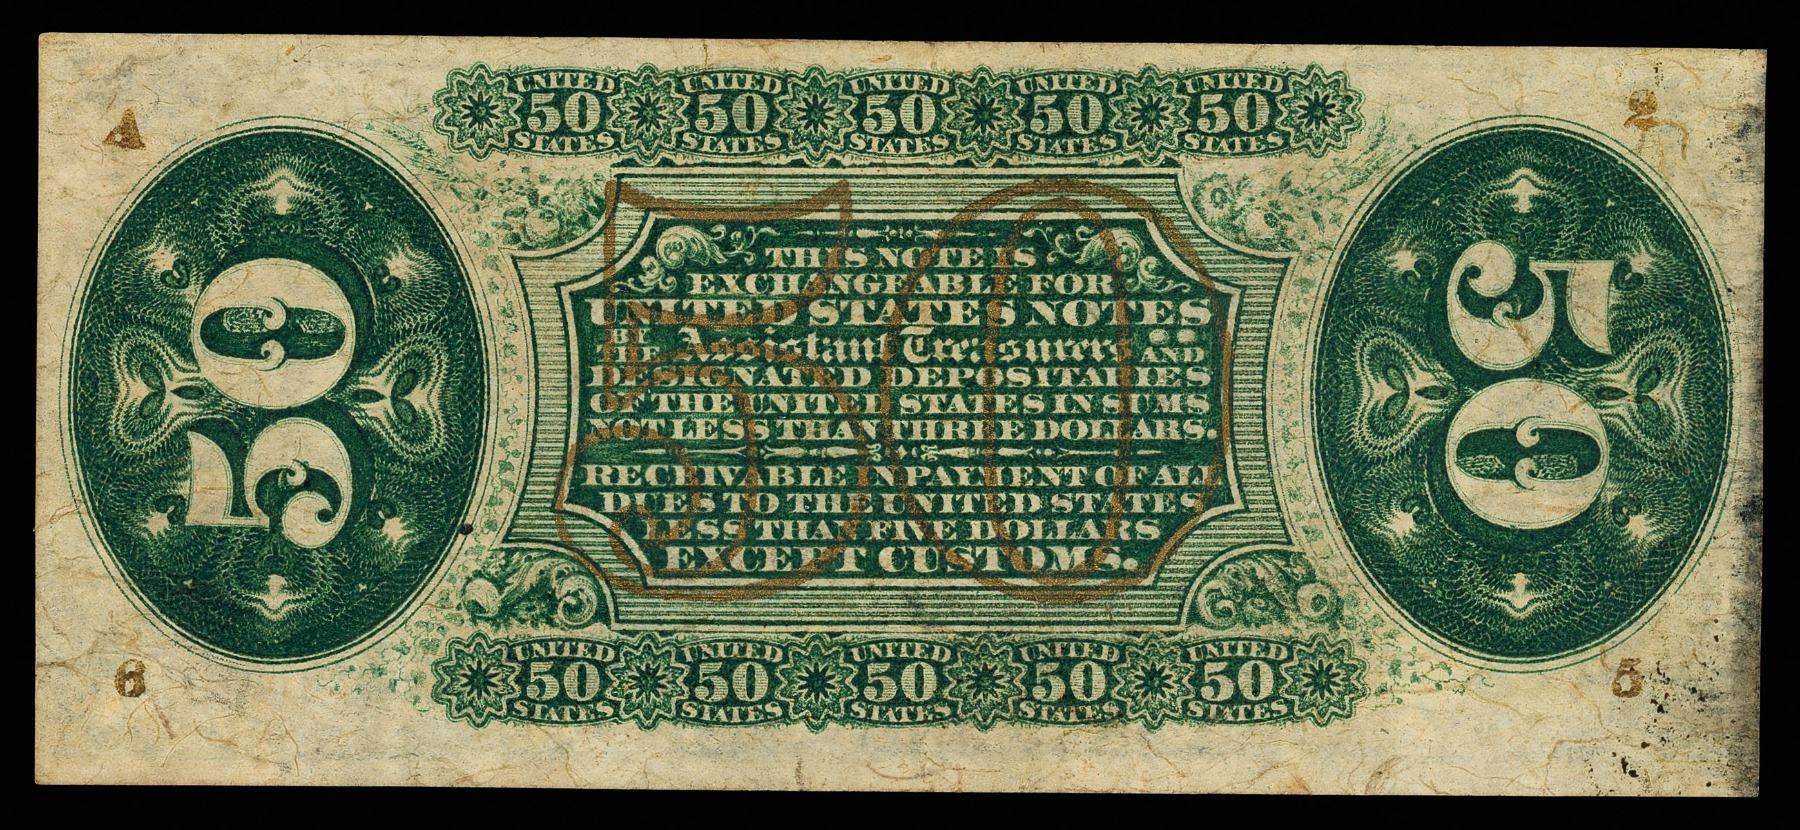 UNITED UNITED UNITED UNITED UNITED
50 50 50 50 50
STATES STATES STATES STATES STATES
A 2
50
THIS NOTE IS
EXCHANGEABLE FOR
UNITED STATES NOTES
BY THE Assistant Treasurers AND
DESIGNATED DEPOSITARIES
OF THE UNITED STATES IN SUMS
NOT LESS THAN THREE DOLLARS.
RECEIVABLE IN PAYMENT OF ALL
DUES TO THE UNITED STATES
LESS THAN FIVE DOLLARS
EXCEPT CUSTOMS.
50
50
6 5
UNITED UNITED UNITED UNITED UNITED
50 50 50 50 50
STATES STATES STATES STATES STATES